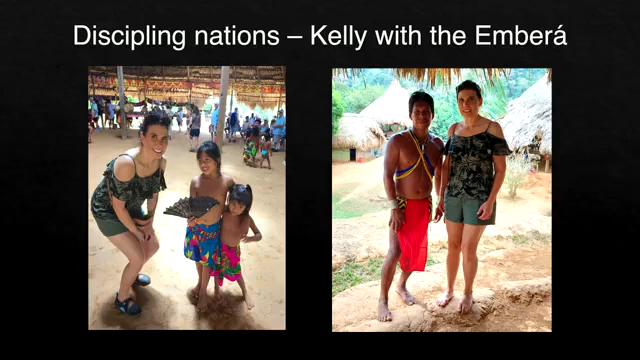 Discipling nations – Kelly with the Emberá